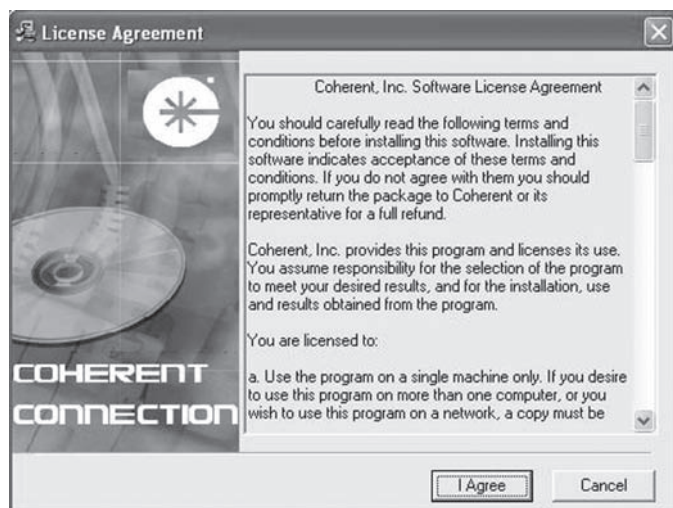 License Agreement
Coherent, Inc. Software License Agreement
You should carefully read the following terms and
conditions before installing this software. Installing this
software indicates acceptance of these terms and
conditions. If you do not agree with them you should
promptly return the package to Coherent or its
representative for a full refund.
Coherent, Inc. provides this program and licenses its use.
You assume responsibility for the selection of the program
to meet your desired results, and for the installation, use
and results obtained from the program.
You are licensed to:
a. Use the program on a single machine only. If you desire
to use this program on more than one computer, or you
wish to use this program on a network, a copy must be
COHERENT
CONNECTION
I Agree
Cancel